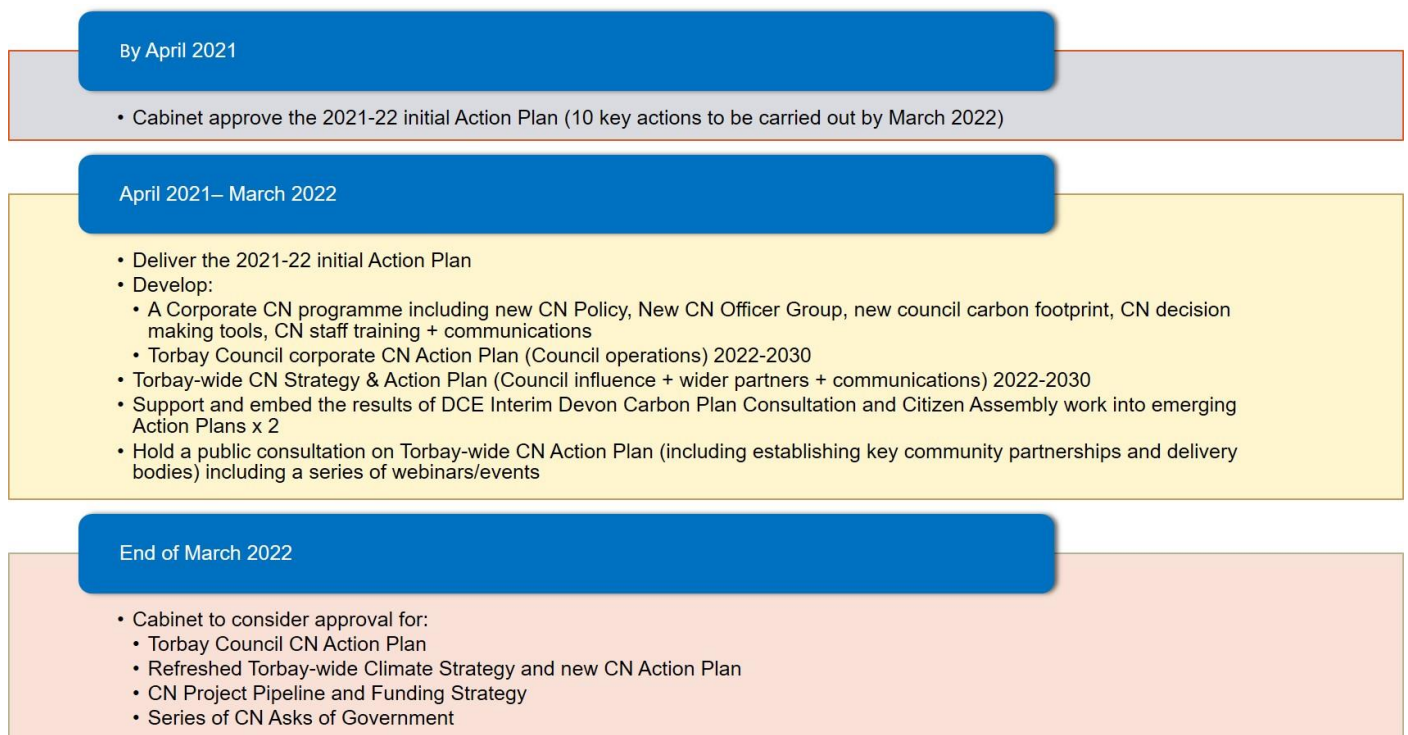 By April 2021
• Cabinet approve the 2021-22 initial Action Plan (10 key actions to be carried out by March 2022)
April 2021– March 2022
• Deliver the 2021-22 initial Action Plan
• Develop:
• A Corporate CN programme including new CN Policy, New CN Officer Group, new council carbon footprint, CN decision
making tools, CN staff training + communications
• Torbay Council corporate CN Action Plan (Council operations) 2022-2030
• Torbay-wide CN Strategy & Action Plan (Council influence + wider partners + communications) 2022-2030
• Support and embed the results of DCE Interim Devon Carbon Plan Consultation and Citizen Assembly work into emerging
Action Plans x 2
• Hold a public consultation on Torbay-wide CN Action Plan (including establishing key community partnerships and delivery
bodies) including a series of webinars/events
End of March 2022
• Cabinet to consider approval for:
• Torbay Council CN Action Plan
• Refreshed Torbay-wide Climate Strategy and new CN Action Plan
• CN Project Pipeline and Funding Strategy
• Series of CN Asks of Government